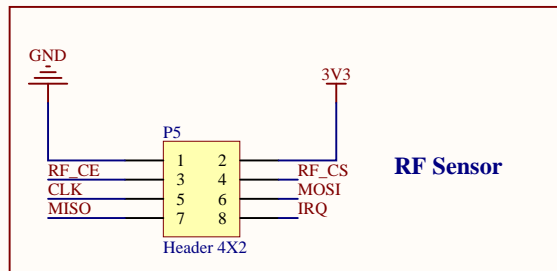 GND
3V3
P5
1 2
RF_CE 3 4 RF_CS
CLK 5 6 MOSI
MISO 7 8 IRQ
RF Sensor
Header 4X2